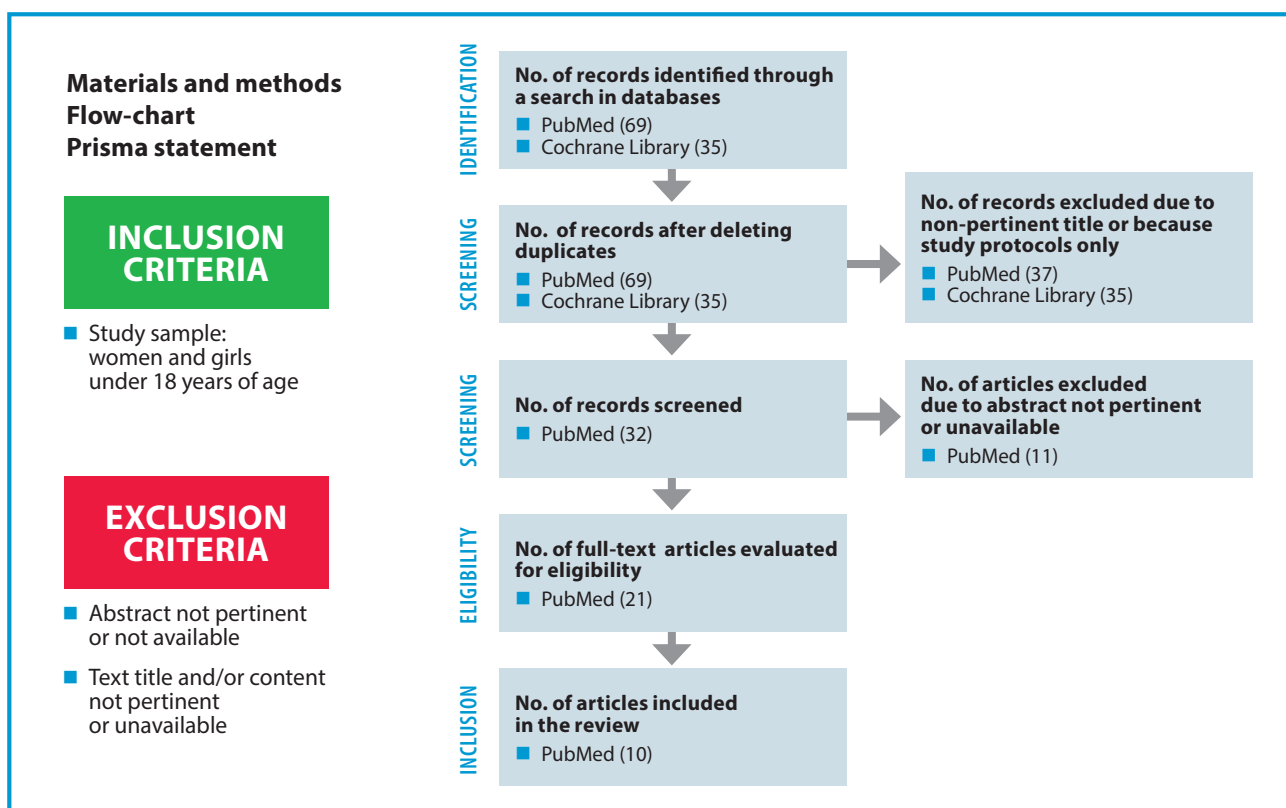 Materials and methods
Flow-chart
Prisma statement
INCLUSION
CRITERIA
■ Study sample:
women and girls
under 18 years of age
EXCLUSION
CRITERIA
■ Abstract not pertinent
or not available
■ Text title and/or content
not pertinent
or unavailable
IDENTIFICATION
No. of records identified through
a search in databases
■ PubMed (69)
■ Cochrane Library (35)
SCREENING
No. of records after deleting
duplicates
■ PubMed (69)
■ Cochrane Library (35)
No. of records excluded due to
non-pertinent title or because
study protocols only
■ PubMed (37)
■ Cochrane Library (35)
SCREENING
No. of records screened
■ PubMed (32)
No. of articles excluded
due to abstract not pertinent
or unavailable
■ PubMed (11)
ELIGIBILITY
No. of full-text articles evaluated
for eligibility
■ PubMed (21)
INCLUSION
No. of articles included
in the review
■ PubMed (10)